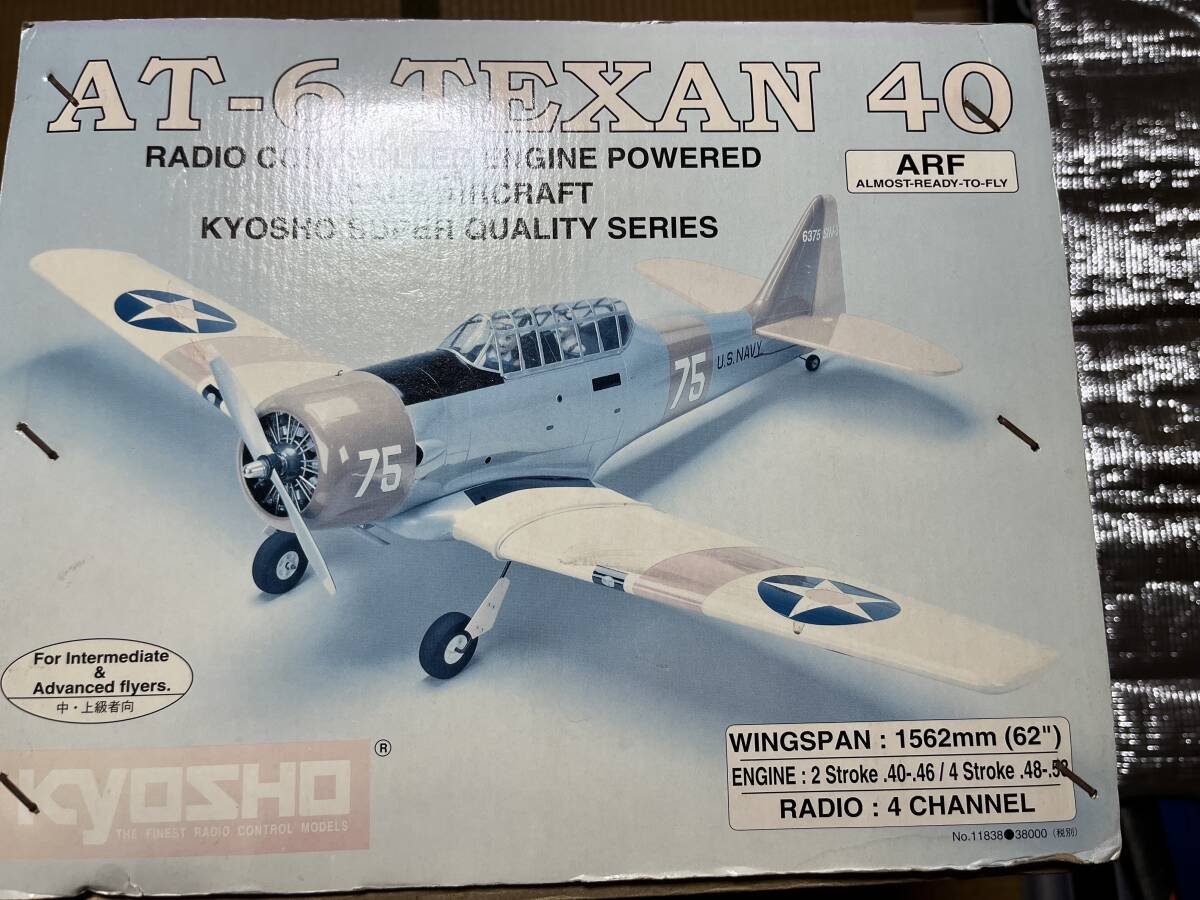 AT-6 TEXAN 40
RADIO CONTROLLED ENGINE POWERED
AIRCRAFT
KYOSHO SUPER QUALITY SERIES
ARF
ALMOST-READY-TO-FLY
6375
75
U.S. NAVY
75
For Intermediate
&
Advanced flyers.
中・上級者向
KYOSHO ®
THE FINEST RADIO CONTROL MODELS
WINGSPAN : 1562mm (62")
ENGINE : 2 Stroke .40-.46 / 4 Stroke .48-
RADIO : 4 CHANNEL
No.11838●38000（税別）